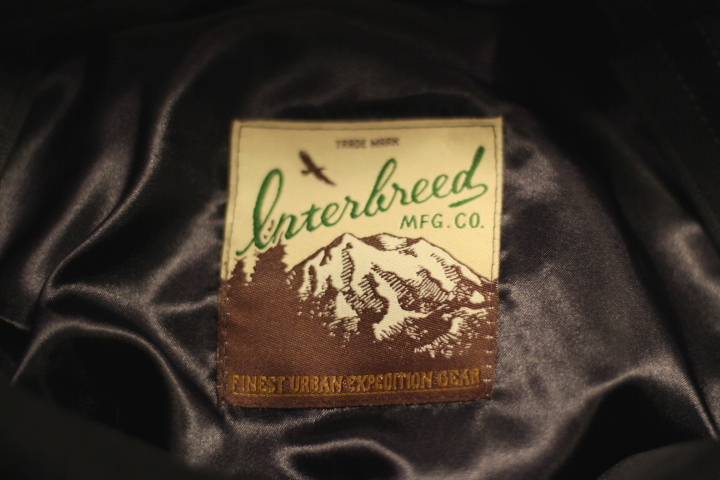 TRADE MARK
Interbreed
MFG. CO.
FINEST URBAN EXPEDITION GEAR